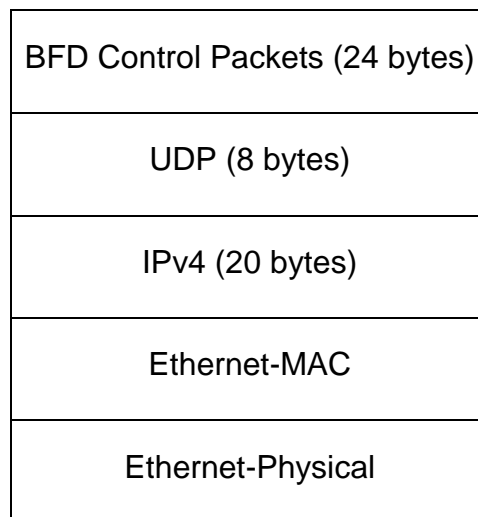 BFD Control Packets (24 bytes)
UDP (8 bytes)
IPv4 (20 bytes)
Ethernet-MAC
Ethernet-Physical